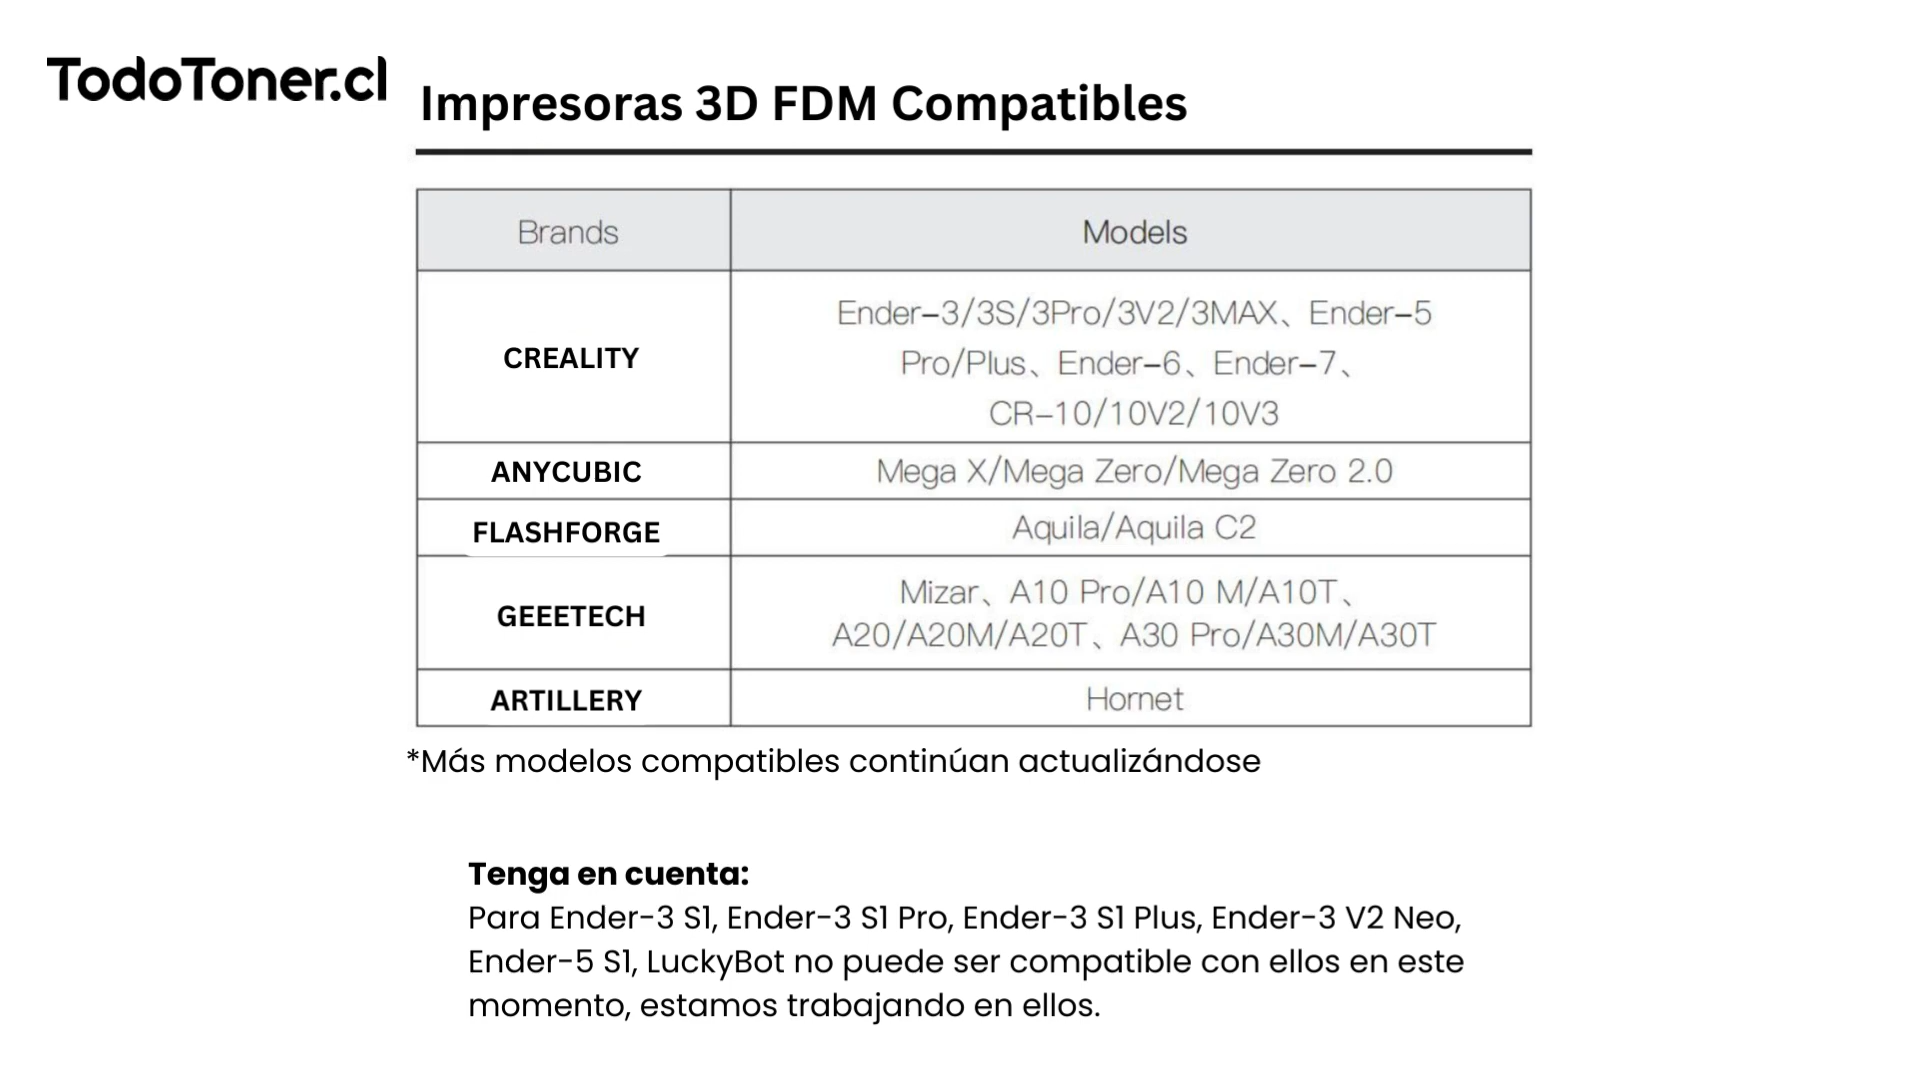 TodoToner.cl
Impresoras 3D FDM Compatibles
Brands
Models
CREALITY
Ender–3/3S/3Pro/3V2/3MAX、Ender–5
Pro/Plus、Ender–6、Ender–7、
CR–10/10V2/10V3
ANYCUBIC
Mega X/Mega Zero/Mega Zero 2.0
FLASHFORGE
Aquila/Aquila C2
GEEETECH
Mizar、A10 Pro/A10 M/A10T、
A20/A20M/A20T、A30 Pro/A30M/A30T
ARTILLERY
Hornet
*Más modelos compatibles continúan actualizándose
Tenga en cuenta:
Para Ender-3 S1, Ender-3 S1 Pro, Ender-3 S1 Plus, Ender-3 V2 Neo,
Ender-5 S1, LuckyBot no puede ser compatible con ellos en este
momento, estamos trabajando en ellos.